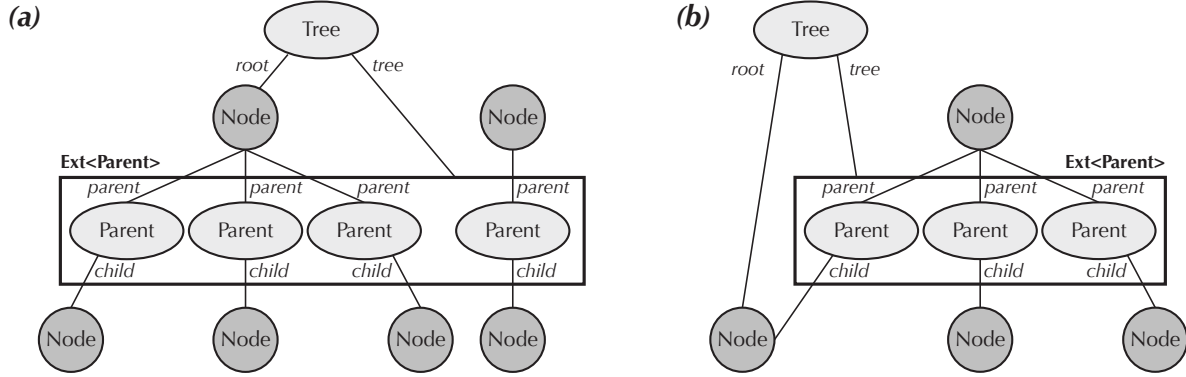 (a)
Tree
root tree
Node Node
Ext<Parent>
parent parent parent parent
Parent Parent Parent Parent
child child child child
Node Node Node Node
(b)
Tree
root tree
Node
Ext<Parent>
parent parent parent
Parent Parent Parent
child child child
Node Node Node